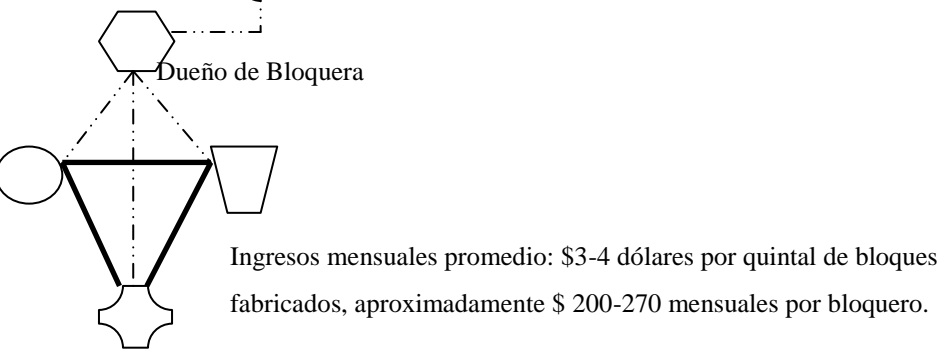 Dueño de Bloquera
Ingresos mensuales promedio: $3-4 dólares por quintal de bloques
fabricados, aproximadamente $ 200-270 mensuales por bloquero.